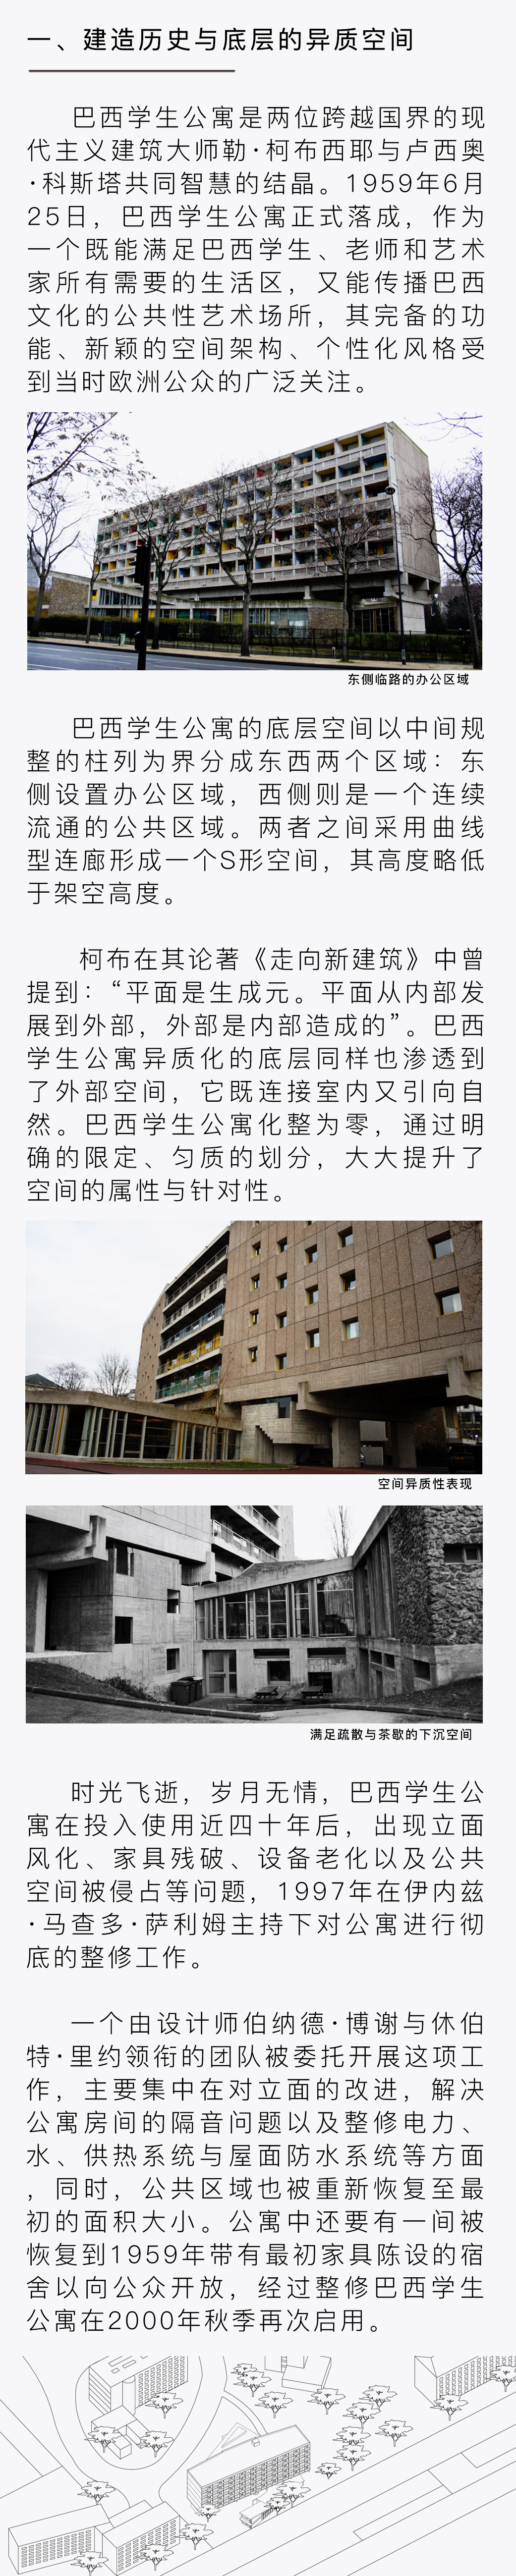 一、建造历史与底层的异质空间
巴西学生公寓是两位跨越国界的现
代主义建筑大师勒·柯布西耶与卢西奥
·科斯塔共同智慧的结晶。1959年6月
25日，巴西学生公寓正式落成，作为
一个既能满足巴西学生、老师和艺术
家所有需要的生活区，又能传播巴西
文化的公共性艺术场所，其完备的功
能、新颖的空间架构、个性化风格受
到当时欧洲公众的广泛关注。
东侧临路的办公区域
巴西学生公寓的底层空间以中间规
整的柱列为界分成东西两个区域：东
侧设置办公区域，西侧则是一个连续
流通的公共区域。两者之间采用曲线
型连廊形成一个S形空间，其高度略低
于架空高度。
柯布在其论著《走向新建筑》中曾
提到：“平面是生成元。平面从内部发
展到外部，外部是内部造成的”。巴西
学生公寓异质化的底层同样也渗透到
了外部空间，它既连接室内又引向自
然。巴西学生公寓化整为零，通过明
确的限定、匀质的划分，大大提升了
空间的属性与针对性。
空间异质性表现
满足疏散与茶歇的下沉空间
时光飞逝，岁月无情，巴西学生公
寓在投入使用近四十年后，出现立面
风化、家具残破、设备老化以及公共
空间被侵占等问题，1997年在伊内兹
·马查多·萨利姆主持下对公寓进行彻
底的整修工作。
一个由设计师伯纳德·博谢与休伯
特·里约领衔的团队被委托开展这项工
作，主要集中在对立面的改进，解决
公寓房间的隔音问题以及整修电力、
水、供热系统与屋面防水系统等方面
，同时，公共区域也被重新恢复至最
初的面积大小。公寓中还要有一间被
恢复到1959年带有最初家具陈设的宿
舍以向公众开放，经过整修巴西学生
公寓在2000年秋季再次启用。